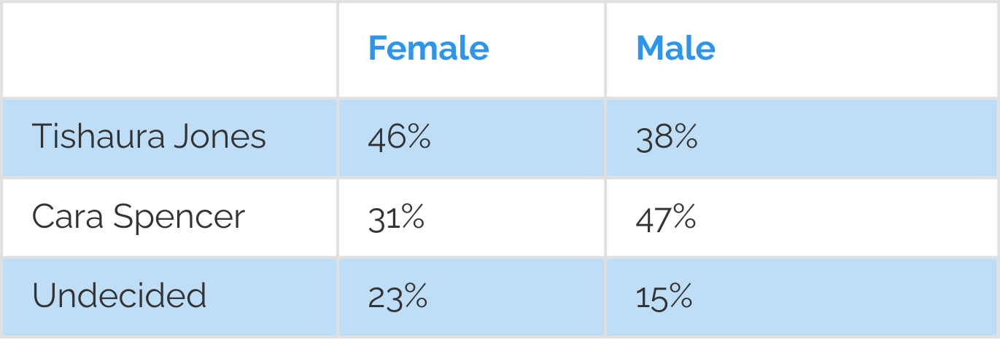 Female Male
Tishaura Jones 46% 38%
Cara Spencer 31% 47%
Undecided 23% 15%